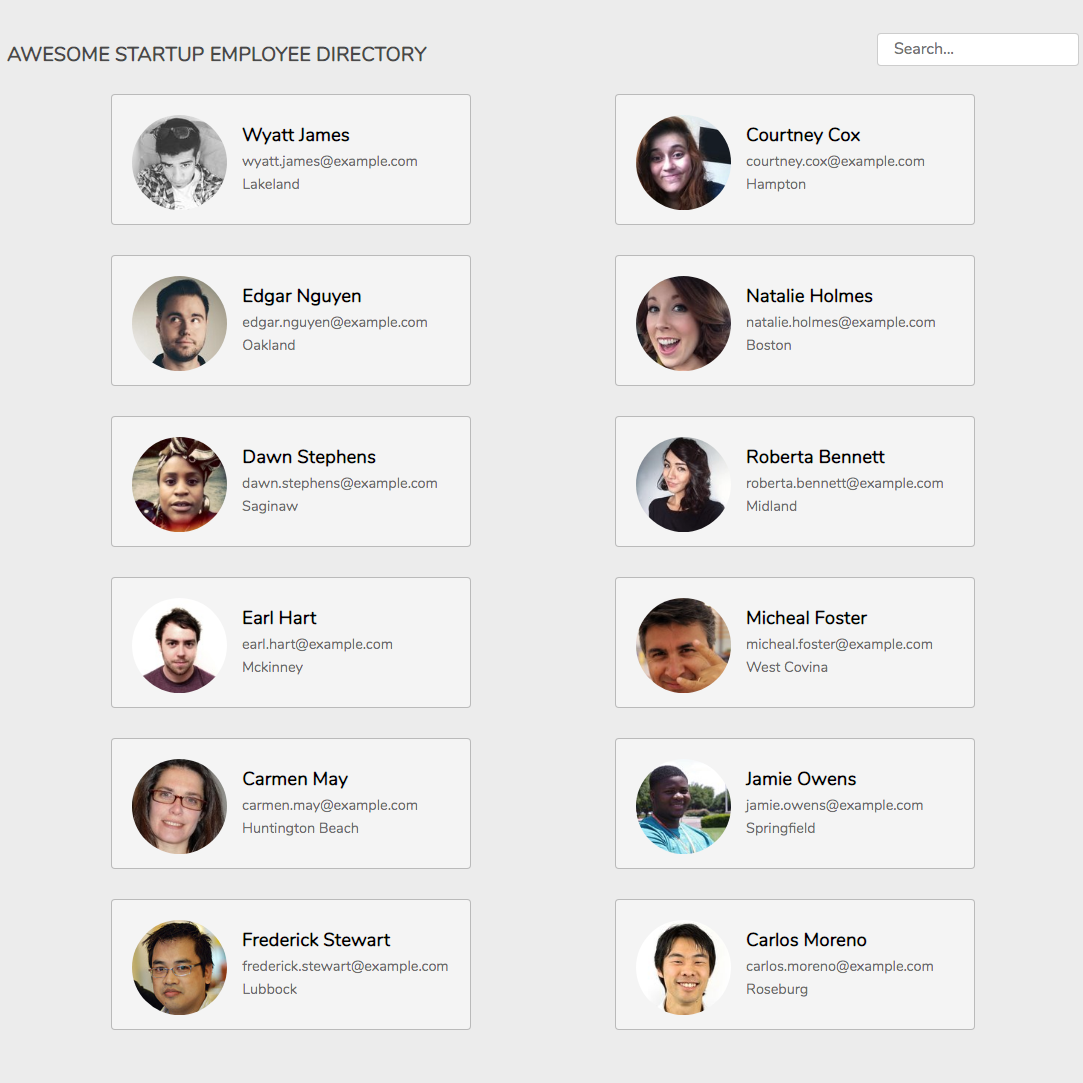 AWESOME STARTUP EMPLOYEE DIRECTORY
Search...
Wyatt James
wyatt.james@example.com
Lakeland
Courtney Cox
courtney.cox@example.com
Hampton
Edgar Nguyen
edgar.nguyen@example.com
Oakland
Natalie Holmes
natalie.holmes@example.com
Boston
Dawn Stephens
dawn.stephens@example.com
Saginaw
Roberta Bennett
roberta.bennett@example.com
Midland
Earl Hart
earl.hart@example.com
Mckinney
Micheal Foster
micheal.foster@example.com
West Covina
Carmen May
carmen.may@example.com
Huntington Beach
Jamie Owens
jamie.owens@example.com
Springfield
Frederick Stewart
frederick.stewart@example.com
Lubbock
Carlos Moreno
carlos.moreno@example.com
Roseburg